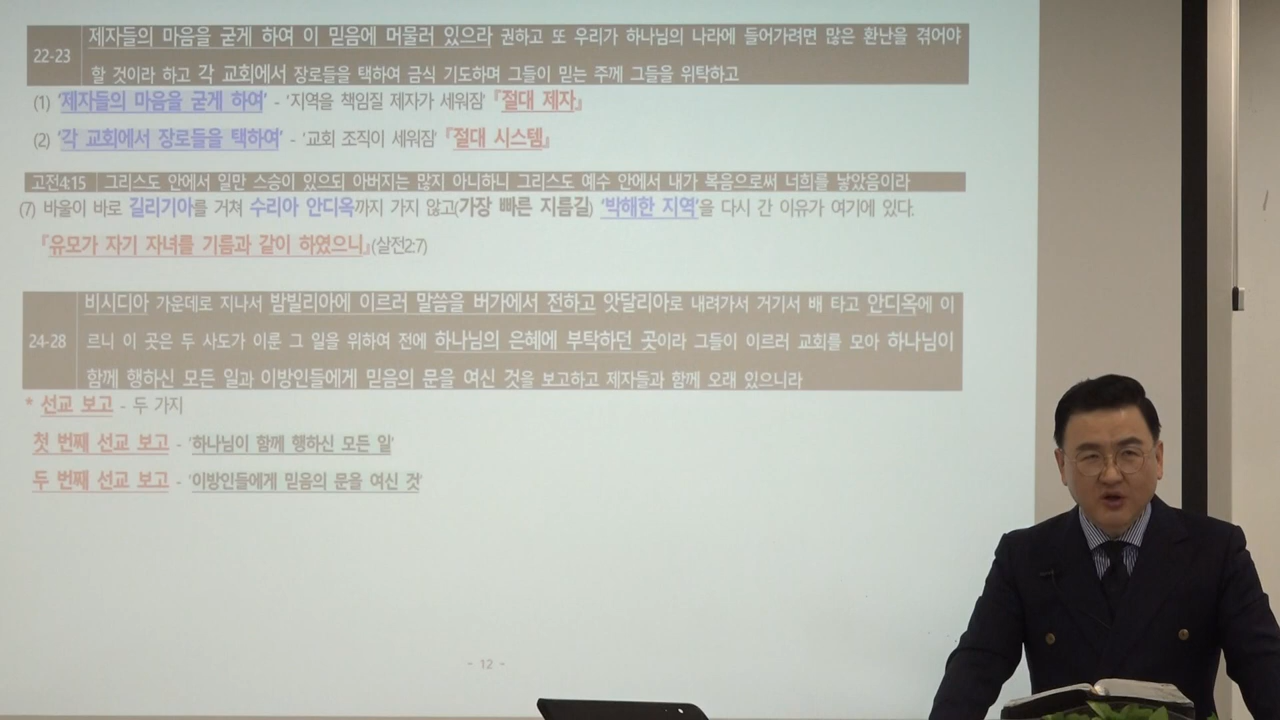 22-23 제자들의 마음을 굳게 하여 이 믿음에 머물러 있으라 권하고 또 우리가 하나님의 나라에 들어가려면 많은 환난을 겪어야
할 것이라 하고 각 교회에서 장로들을 택하여 금식 기도하며 그들이 믿는 주께 그들을 위탁하고
(1) '제자들의 마음을 굳게 하여' - '지역을 책임질 제자가 세워짐' 『절대 제자』
(2) '각 교회에서 장로들을 택하여' - '교회 조직이 세워짐' 『절대 시스템』
고전4:15 그리스도 안에서 일만 스승이 있으되 아버지는 많지 아니하니 그리스도 예수 안에서 내가 복음으로써 너희를 낳았음이라
(7) 바울이 바로 길리기아를 거쳐 수리아 안디옥까지 가지 않고(가장 빠른 지름길) '박해한 지역'을 다시 간 이유가 여기에 있다.
『유모가 자기 자녀를 기름과 같이 하였으니』(살전2:7)
24-28 비시디아 가운데로 지나서 밤빌리아에 이르러 말씀을 버가에서 전하고 앗달리아로 내려가서 거기서 배 타고 안디옥에 이
르니 이 곳은 두 사도가 이룬 그 일을 위하여 전에 하나님의 은혜에 부탁하던 곳이라 그들이 이르러 교회를 모아 하나님이
함께 행하신 모든 일과 이방인들에게 믿음의 문을 여신 것을 보고하고 제자들과 함께 오래 있으니라
* 선교 보고 - 두 가지
첫 번째 선교 보고 - '하나님이 함께 행하신 모든 일'
두 번째 선교 보고 - '이방인들에게 믿음의 문을 여신 것'
- 12 -